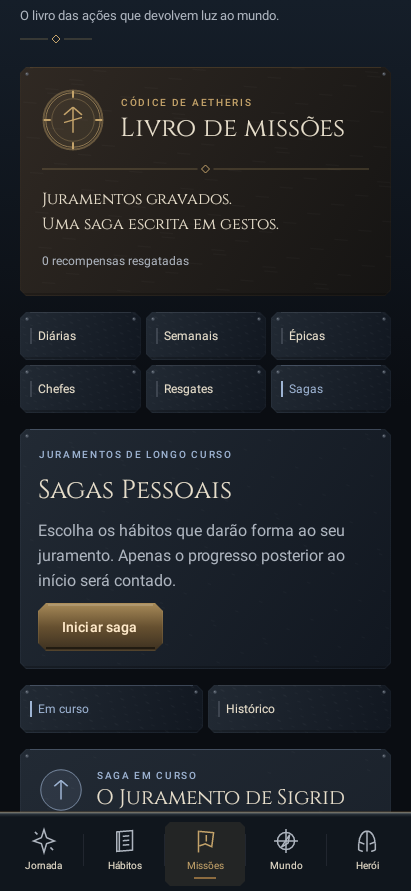 O livro das ações que devolvem luz ao mundo.
CÓDICE DE AETHERIS
LIVRO DE MISSÕES
JURAMENTOS GRAVADOS.
UMA SAGA ESCRITA EM GESTOS.
0 recompensas resgatadas
Diárias
Semanais
Épicas
Chefes
Resgates
Sagas
JURAMENTOS DE LONGO CURSO
SAGAS PESSOAIS
Escolha os hábitos que darão forma ao seu
juramento. Apenas o progresso posterior ao
início será contado.
Iniciar saga
Em curso
Histórico
SAGA EM CURSO
O JURAMENTO DE SIGRID
Jornada
Hábitos
Missões
Mundo
Herói